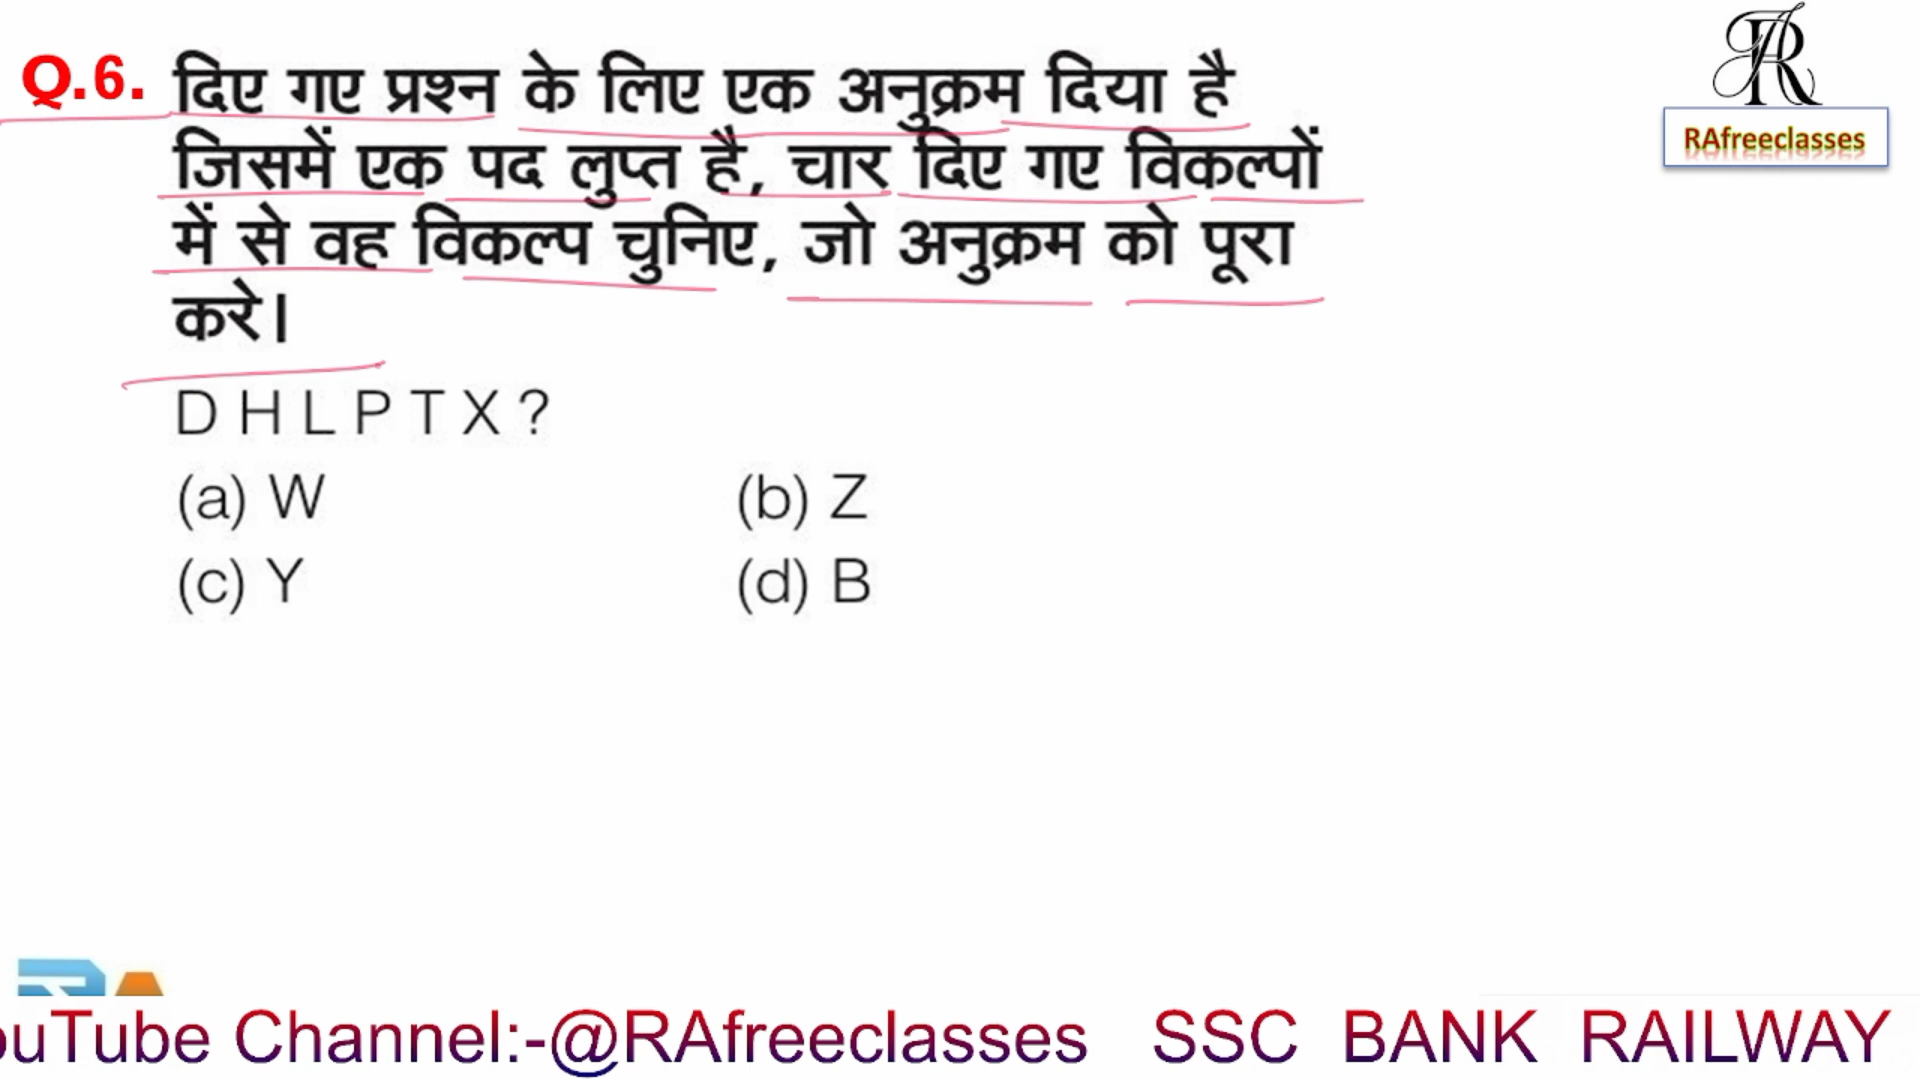 Q.6. दिए गए प्रश्न के लिए एक अनुक्रम दिया है
जिसमें एक पद लुप्त है, चार दिए गए विकल्पों
में से वह विकल्प चुनिए, जो अनुक्रम को पूरा
करे।
D H L P T X ?
(a) W (b) Z
(c) Y (d) B
RAfreeclasses
ouTube Channel:-@RAfreeclasses SSC BANK RAILWAY